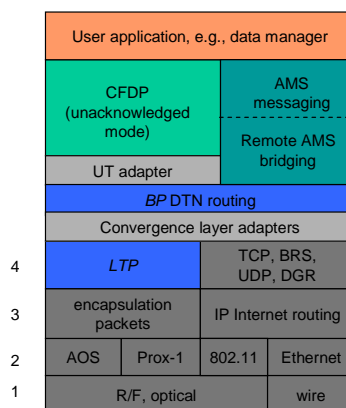 User application, e.g., data manager
CFDP
(unacknowledged
mode)
AMS
messaging
Remote AMS
bridging
UT adapter
BP DTN routing
Convergence layer adapters
4
LTP
TCP, BRS,
UDP, DGR
3
encapsulation
packets
IP Internet routing
2
AOS
Prox-1
802.11
Ethernet
1
R/F, optical
wire